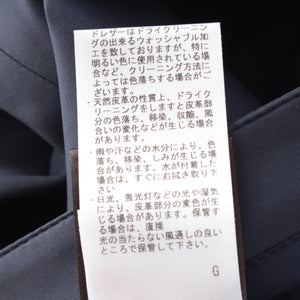 ドレザーはドライクリーニン
グの出来るウォッシャブル加
工を数しておりますが、特に
明るい色に使用されている場
合など、クリーニング方法に
よっては色落ちする場合がご
ざいます。
・天然皮革の性質上、ドライク
リーニングしますと皮革部
分の色落ち、移染、収縮、風
合いの変化などが生じる場合
があります。
・雨や汗などの水分により、色
落ち、移染、しみが生じる場
合があります。水が付着した
場合は、すぐにお拭き取り下
さい
・日光、蛍光灯などの光や湿気
により、皮革部分の変色が生
じる場合があります。保管す
る場合は、直接
光の当たらない風通しの良い
ところで保管して下さい。
G